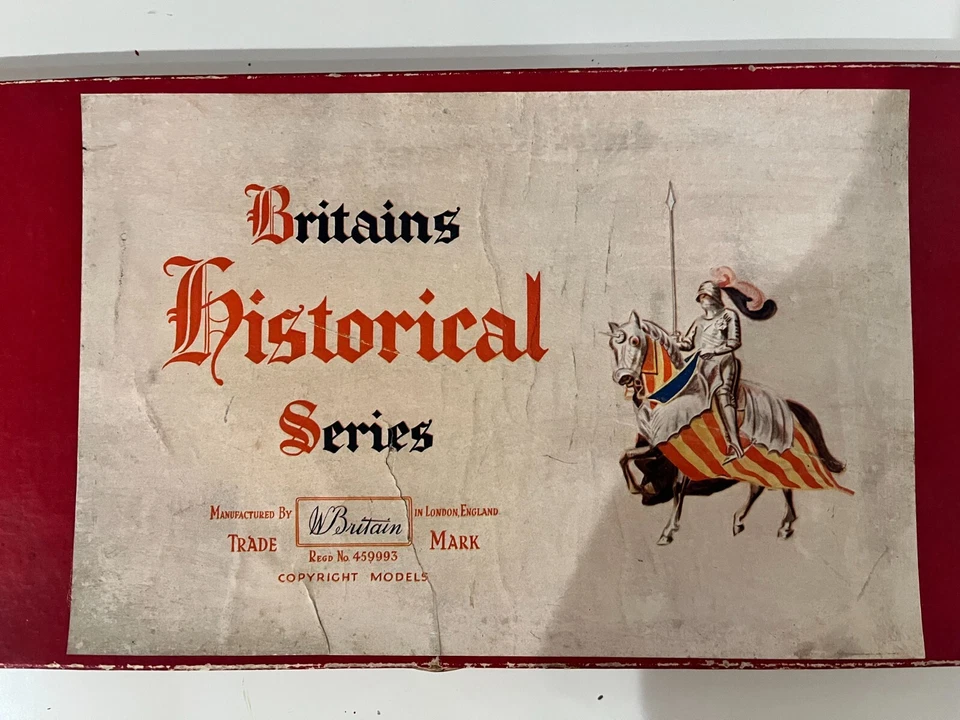 Britains
Historical
Series
MANUFACTURED BY W Britain IN LONDON, ENGLAND
TRADE MARK
REGD No. 459993
COPYRIGHT MODELS